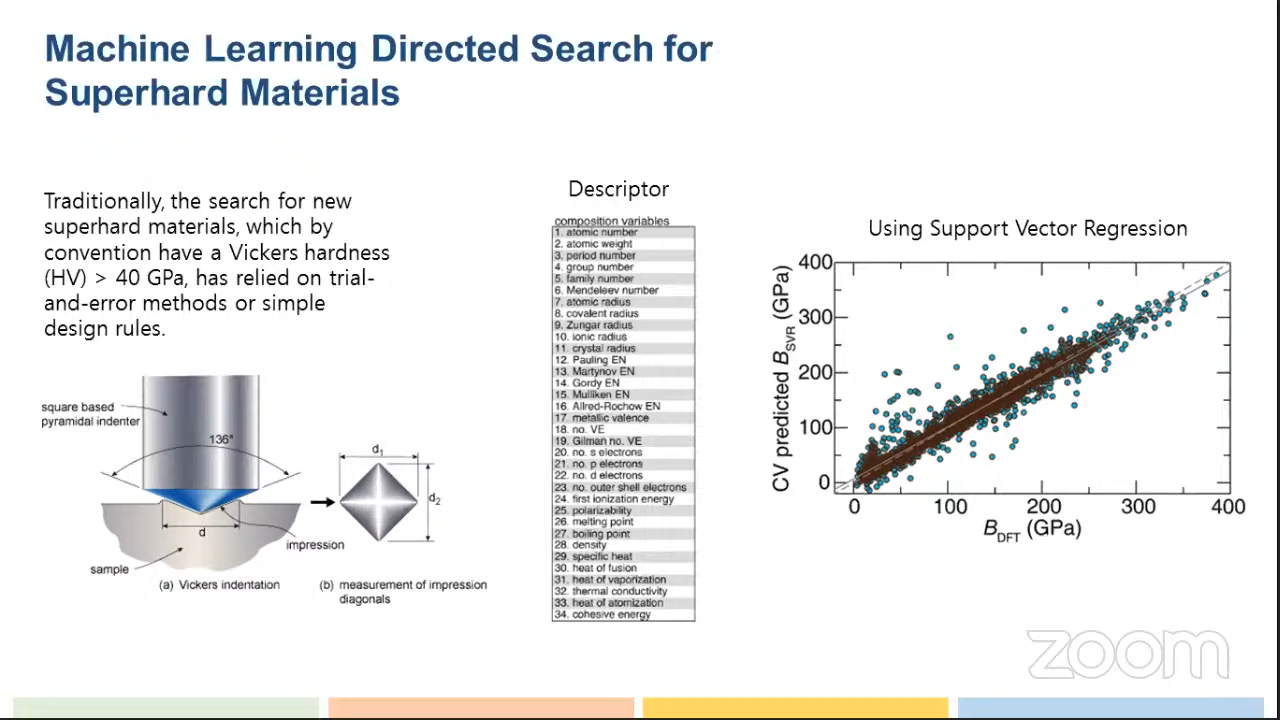 Machine Learning Directed Search for
Superhard Materials
Traditionally, the search for new
superhard materials, which by
convention have a Vickers hardness
(HV) > 40 GPa, has relied on trial-
and-error methods or simple
design rules.
square based
pyramidal indenter
136°
d
impression
sample
(a) Vickers indentation
d1
d2
(b) measurement of impression
diagonals
Descriptor
composition variables
1. atomic number
2. atomic weight
3. period number
4. group number
5. family number
6. Mendeleev number
7. atomic radius
8. covalent radius
9. Zungar radius
10. ionic radius
11. crystal radius
12. Pauling EN
13. Martynov EN
14. Gordy EN
15. Mulliken EN
16. Allred-Rochow EN
17. metallic valence
18. no. VE
19. Gilman no. VE
20. no. s electrons
21. no. p electrons
22. no. d electrons
23. no. outer shell electrons
24. first ionization energy
25. polarizability
26. melting point
27. boiling point
28. density
29. specific heat
30. heat of fusion
31. heat of vaporization
32. thermal conductivity
33. heat of atomization
34. cohesive energy
Using Support Vector Regression
CV predicted BSVR (GPa)
400
300
200
100
0
0 100 200 300 400
BDFT (GPa)
zoom